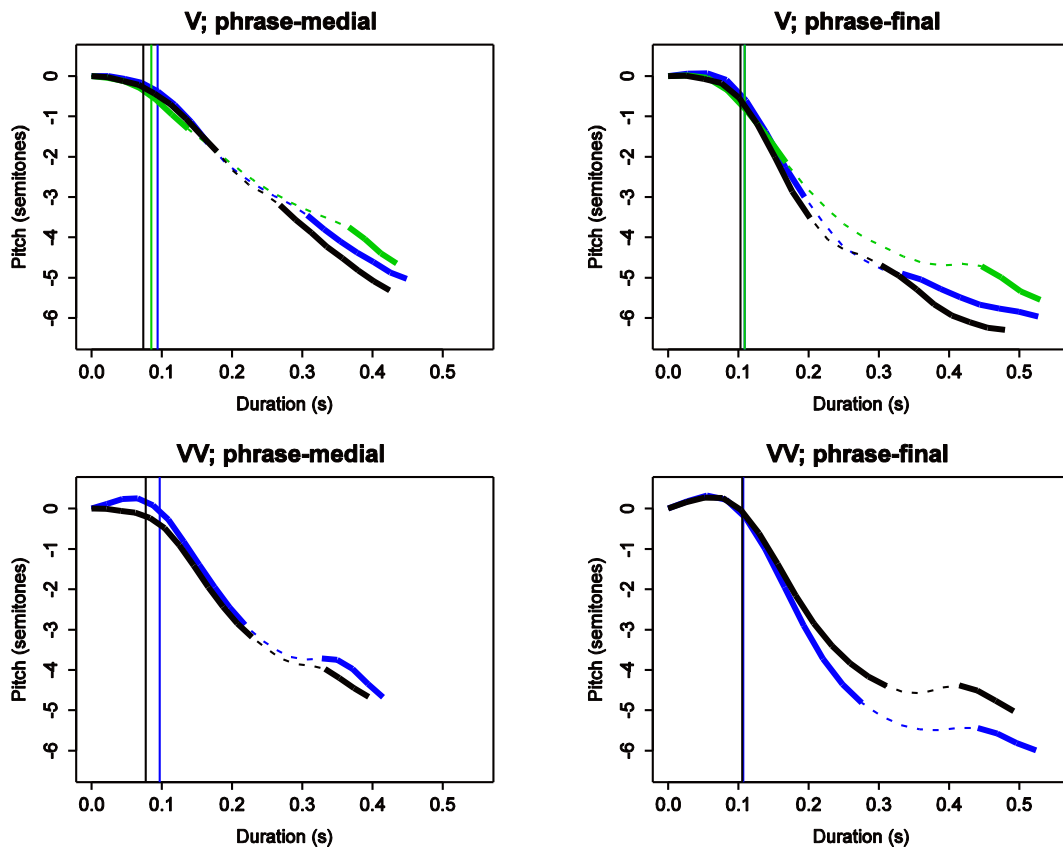 V; phrase-medial
Pitch (semitones)
0
-1
-2
-3
-4
-5
-6
0.0 0.1 0.2 0.3 0.4 0.5
Duration (s)
V; phrase-final
Pitch (semitones)
0
-1
-2
-3
-4
-5
-6
0.0 0.1 0.2 0.3 0.4 0.5
Duration (s)
VV; phrase-medial
Pitch (semitones)
0
-1
-2
-3
-4
-5
-6
0.0 0.1 0.2 0.3 0.4 0.5
Duration (s)
VV; phrase-final
Pitch (semitones)
0
-1
-2
-3
-4
-5
-6
0.0 0.1 0.2 0.3 0.4 0.5
Duration (s)